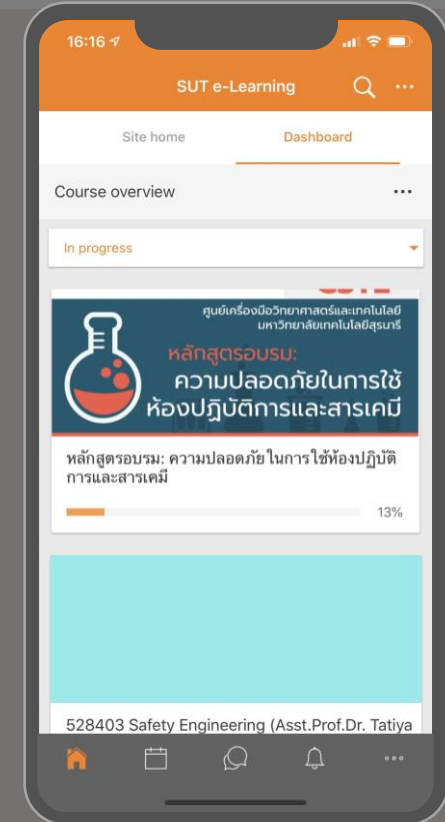 16:16
SUT e-Learning
Site home
Dashboard
Course overview
In progress
ศูนย์เครื่องมือวิทยาศาสตร์และเทคโนโลยี
มหาวิทยาลัยเทคโนโลยีสุรนารี
หลักสูตรอบรม:
ความปลอดภัยในการใช้
ห้องปฏิบัติการและสารเคมี
หลักสูตรอบรม: ความปลอดภัยในการใช้ห้องปฏิบัติ
การและสารเคมี
13%
528403 Safety Engineering (Asst.Prof.Dr. Tatiya